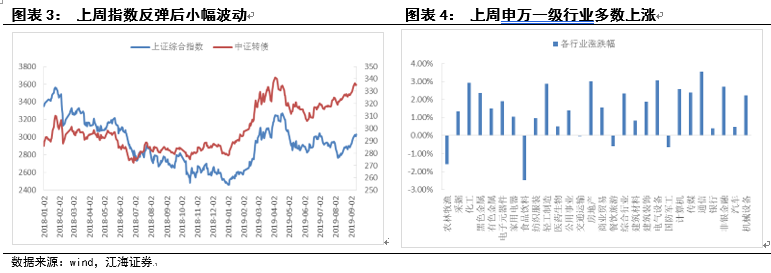 图表 3： 上周指数反弹后小幅波动
上证综合指数 中证转债
3800
3600
3400
3200
3000
2800
2600
2400
350
340
330
320
310
300
290
280
270
260
250
2018-01-02
2018-02-02
2018-03-02
2018-04-02
2018-05-02
2018-06-02
2018-07-02
2018-08-02
2018-09-02
2018-10-02
2018-11-02
2018-12-02
2019-01-02
2019-02-02
2019-03-02
2019-04-02
2019-05-02
2019-06-02
2019-07-02
2019-08-02
2019-09-02
图表 4： 上周申万一级行业多数上涨
各行业涨跌幅
4.00%
3.00%
2.00%
1.00%
0.00%
-1.00%
-2.00%
-3.00%
农林牧渔
采掘
化工
黑色金属
有色金属
电子元器件
家用电器
食品饮料
纺织服装
轻工制造
医药生物
公用事业
交通运输
房地产
商业贸易
餐饮旅游
综合行业
建筑材料
建筑装饰
电气设备
国防军工
计算机
传媒
通信
银行
非银金融
汽车
机械设备
数据来源：wind，江海证券.